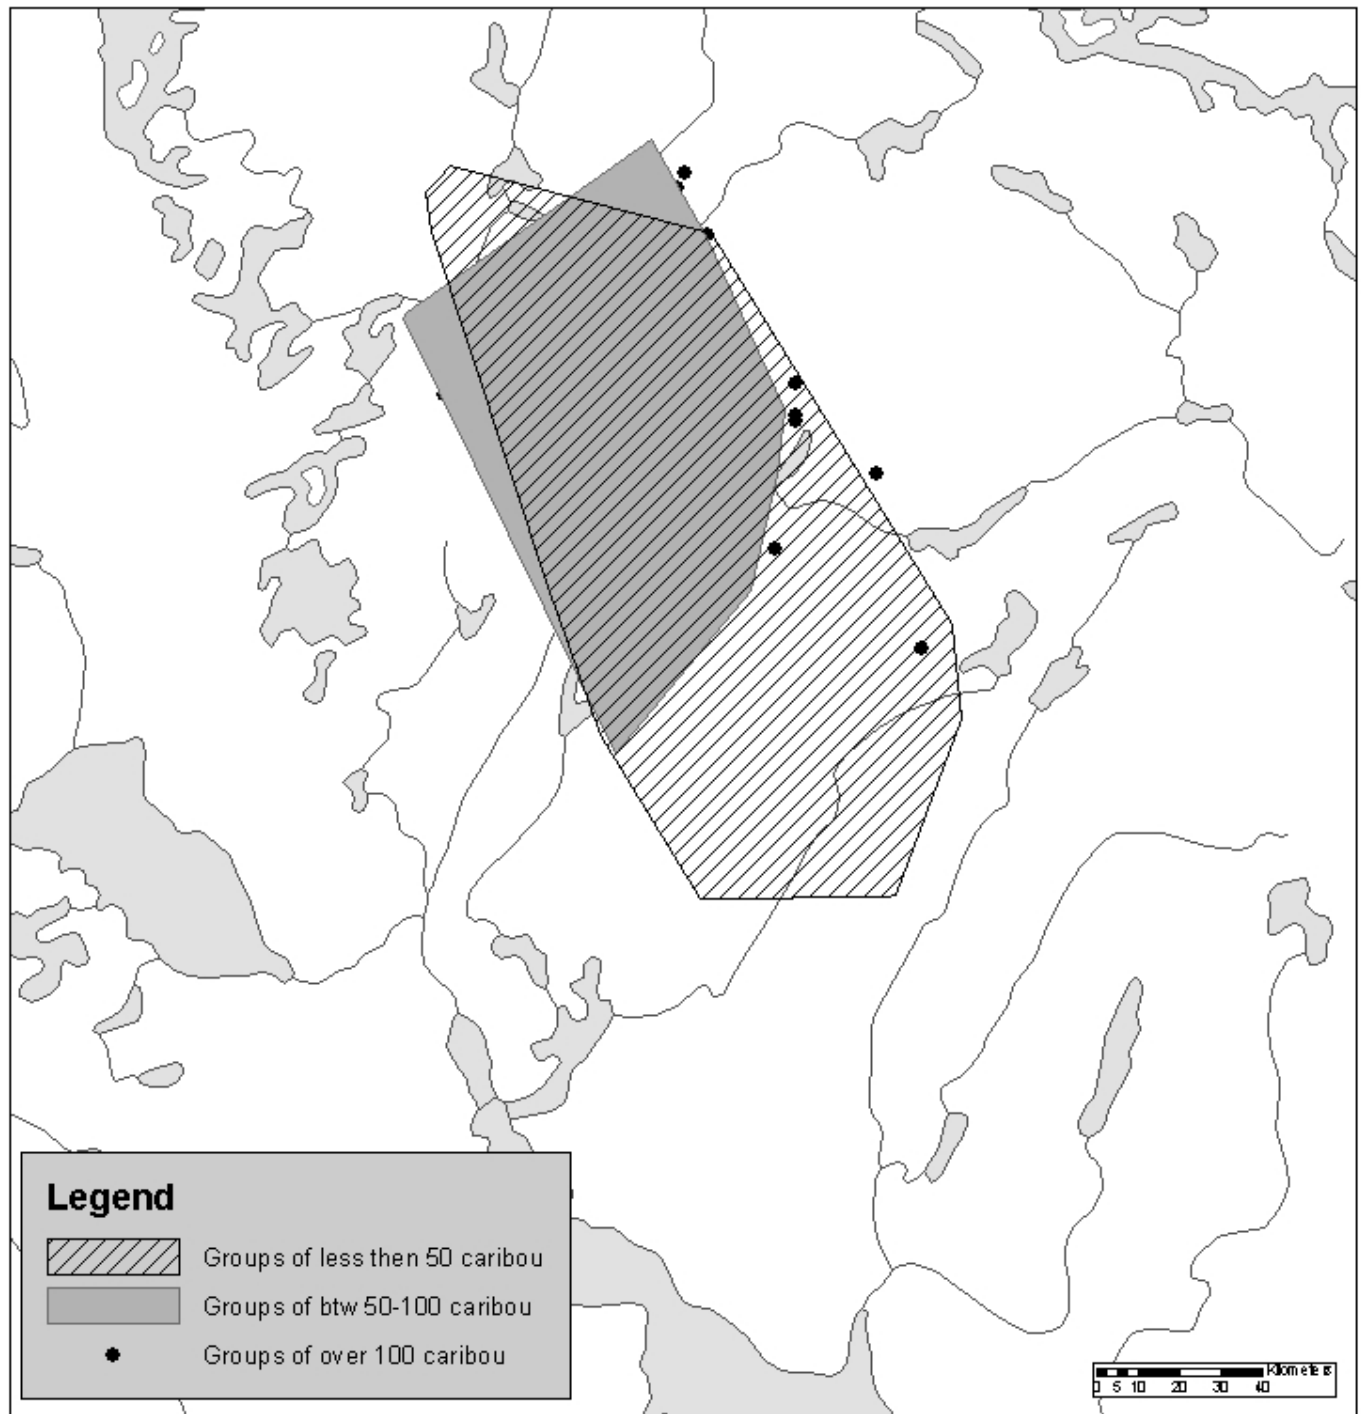 Legend
Groups of less then 50 caribou
Groups of btw 50-100 caribou
Groups of over 100 caribou
Kilometers
0 5 10 20 30 40